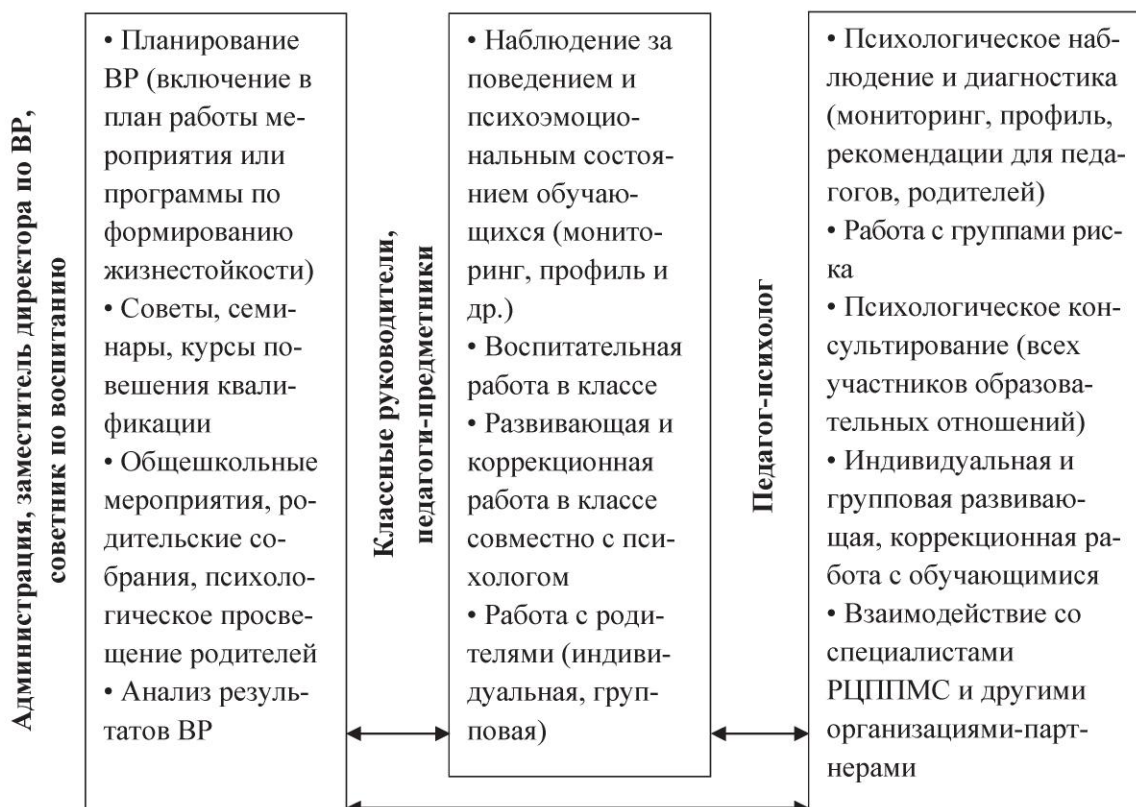 Администрация, заместитель директора по ВР,
советник по воспитанию
• Планирование
ВР (включение в
план работы ме-
роприятия или
программы по
формированию
жизнестойкости)
• Советы, семи-
нары, курсы по-
вешения квали-
фикации
• Общешкольные
мероприятия, ро-
дительские со-
брания, психоло-
гическое просве-
щение родителей
• Анализ резуль-
татов ВР
Классные руководители,
педагоги-предметники
• Наблюдение за
поведением и
психоэмоцио-
нальным состоя-
нием обучаю-
щихся (монито-
ринг, профиль и
др.)
• Воспитательная
работа в классе
• Развивающая и
коррекционная
работа в классе
совместно с пси-
хологом
• Работа с роди-
телями (индиви-
дуальная, груп-
повая)
Педагог-психолог
• Психологическое наб-
людение и диагностика
(мониторинг, профиль,
рекомендации для педа-
гогов, родителей)
• Работа с группами рис-
ка
• Психологическое кон-
сультирование (всех
участников образова-
тельных отношений)
• Индивидуальная и
групповая развиваю-
щая, коррекционная ра-
бота с обучающимися
• Взаимодействие со
специалистами
РЦППМС и другими
организациями-парт-
нерами